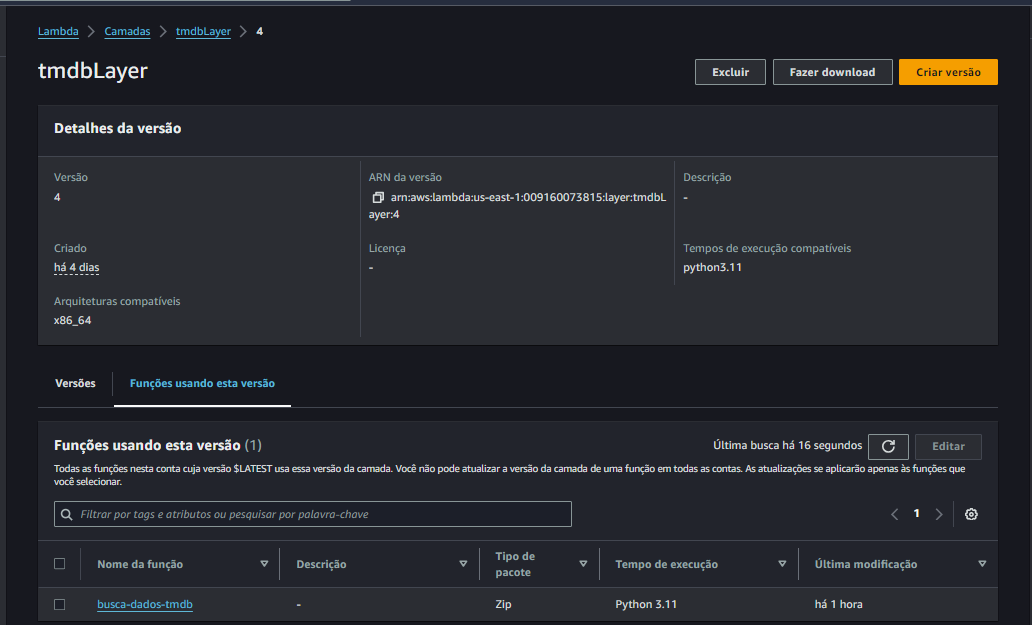 Lambda > Camadas > tmdbLayer > 4
tmdbLayer
Excluir
Fazer download
Criar versão
Detalhes da versão
Versão
4
ARN da versão
arn:aws:lambda:us-east-1:009160073815:layer:tmdbL
ayer:4
Descrição
-
Criado
há 4 dias
Licença
-
Tempos de execução compatíveis
python3.11
Arquiteturas compatíveis
x86_64
Versões
Funções usando esta versão
Funções usando esta versão (1)
Última busca há 16 segundos
Editar
Todas as funções nesta conta cuja versão $LATEST usa essa versão da camada. Você não pode atualizar a versão da camada de uma função em todas as contas. As atualizações se aplicarão apenas às funções que
você selecionar.
Filtrar por tags e atributos ou pesquisar por palavra-chave
1
Nome da função
Descrição
Tipo de
pacote
Tempo de execução
Última modificação
busca-dados-tmdb
-
Zip
Python 3.11
há 1 hora